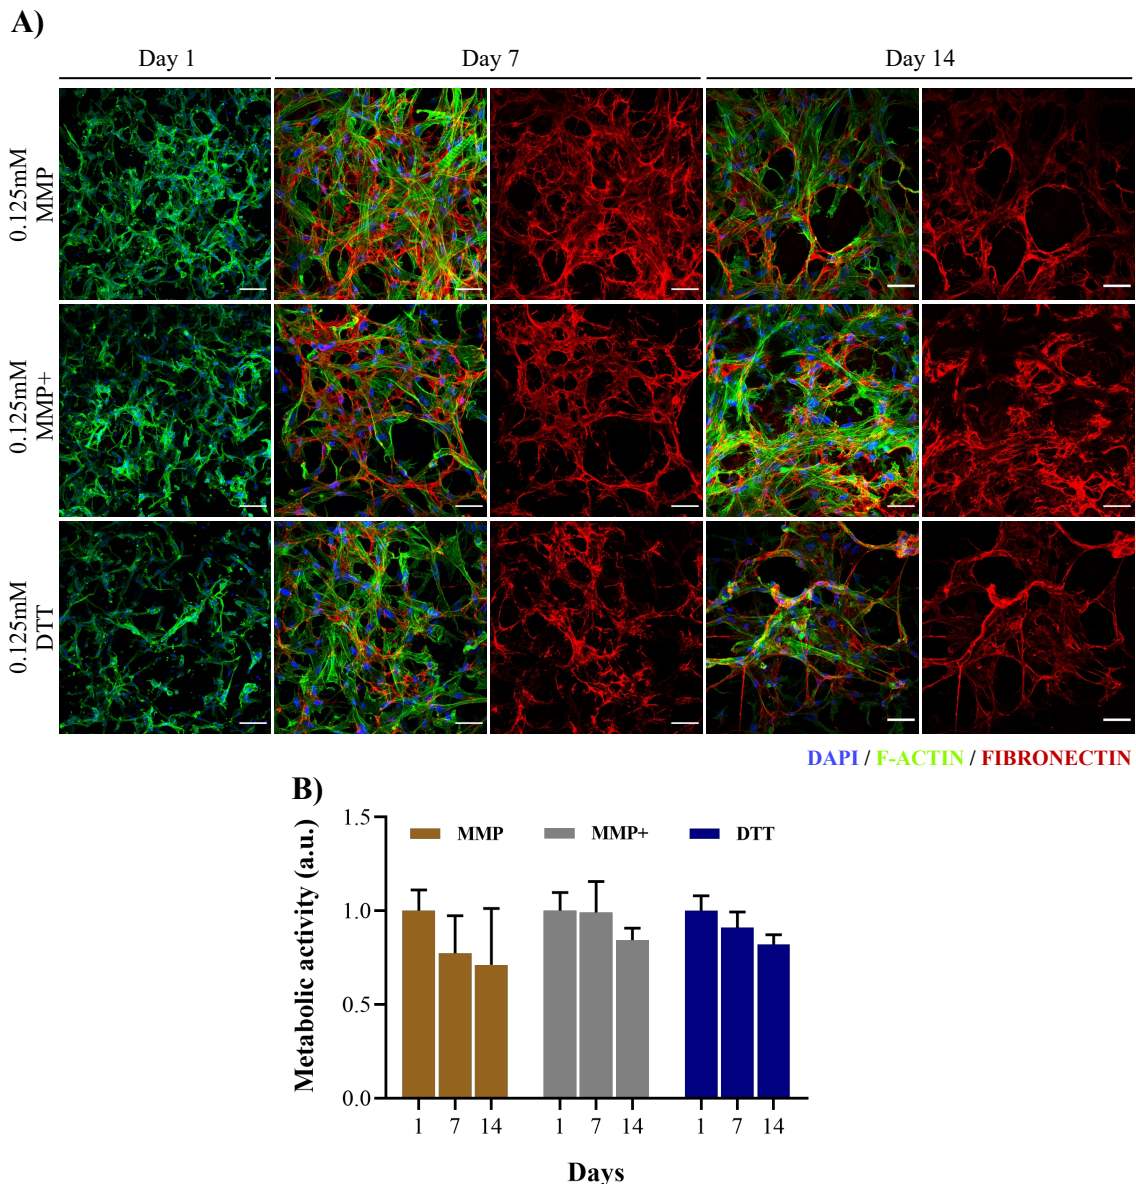 A)
Day 1
Day 7
Day 14
0.125mM
MMP
0.125mM
MMP+
0.125mM
DTT
DAPI / F-ACTIN / FIBRONECTIN
B)
Metabolic activity (a.u.)
1.5
1.0
0.5
0.0
MMP
MMP+
DTT
1 7 14 1 7 14 1 7 14
Days